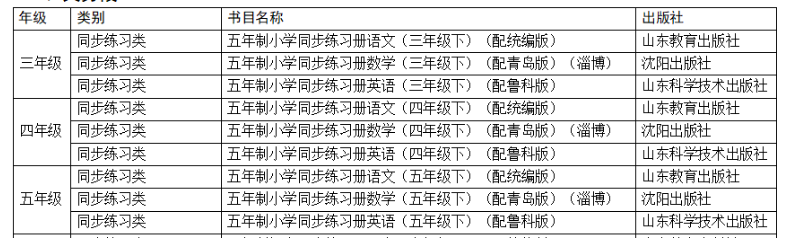 年级 类别 书目名称 出版社
三年级 同步练习类 五年制小学同步练习册语文（三年级下）（配统编版） 山东教育出版社
同步练习类 五年制小学同步练习册数学（三年级下）（配青岛版）（淄博） 沈阳出版社
同步练习类 五年制小学同步练习册英语（三年级下）（配鲁科版） 山东科学技术出版社
四年级 同步练习类 五年制小学同步练习册语文（四年级下）（配统编版） 山东教育出版社
同步练习类 五年制小学同步练习册数学（四年级下）（配青岛版）（淄博） 沈阳出版社
同步练习类 五年制小学同步练习册英语（四年级下）（配鲁科版） 山东科学技术出版社
五年级 同步练习类 五年制小学同步练习册语文（五年级下）（配统编版） 山东教育出版社
同步练习类 五年制小学同步练习册数学（五年级下）（配青岛版）（淄博） 沈阳出版社
同步练习类 五年制小学同步练习册英语（五年级下）（配鲁科版） 山东科学技术出版社